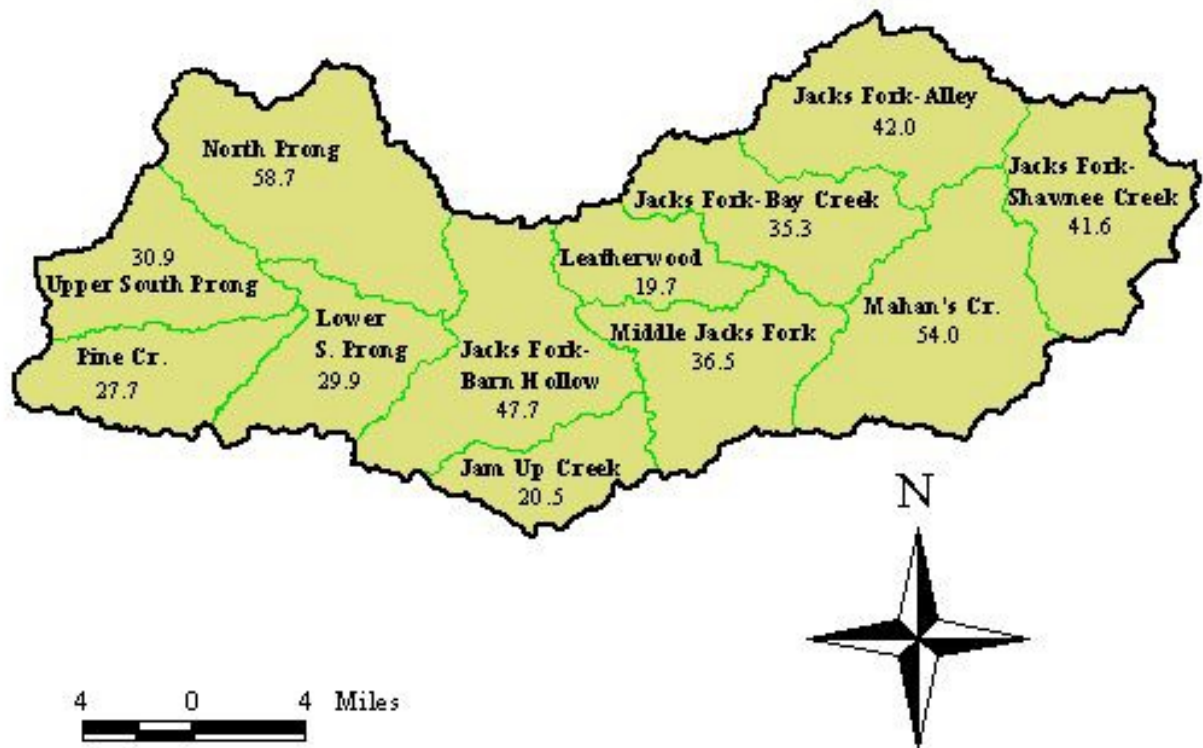 Jacks Fork-Alley
42.0
North Prong
58.7
Jacks Fork-
Shawnee Creek
41.6
Jacks Fork-Bay Creek
35.3
30.9
Upper South Prong
Leatherwood
19.7
Mahan's Cr.
54.0
Lower
S. Prong
29.9
Middle Jacks Fork
36.5
Pine Cr.
27.7
Jacks Fork-
Barn Hollow
47.7
Jam Up Creek
20.5
N
4 0 4 Miles